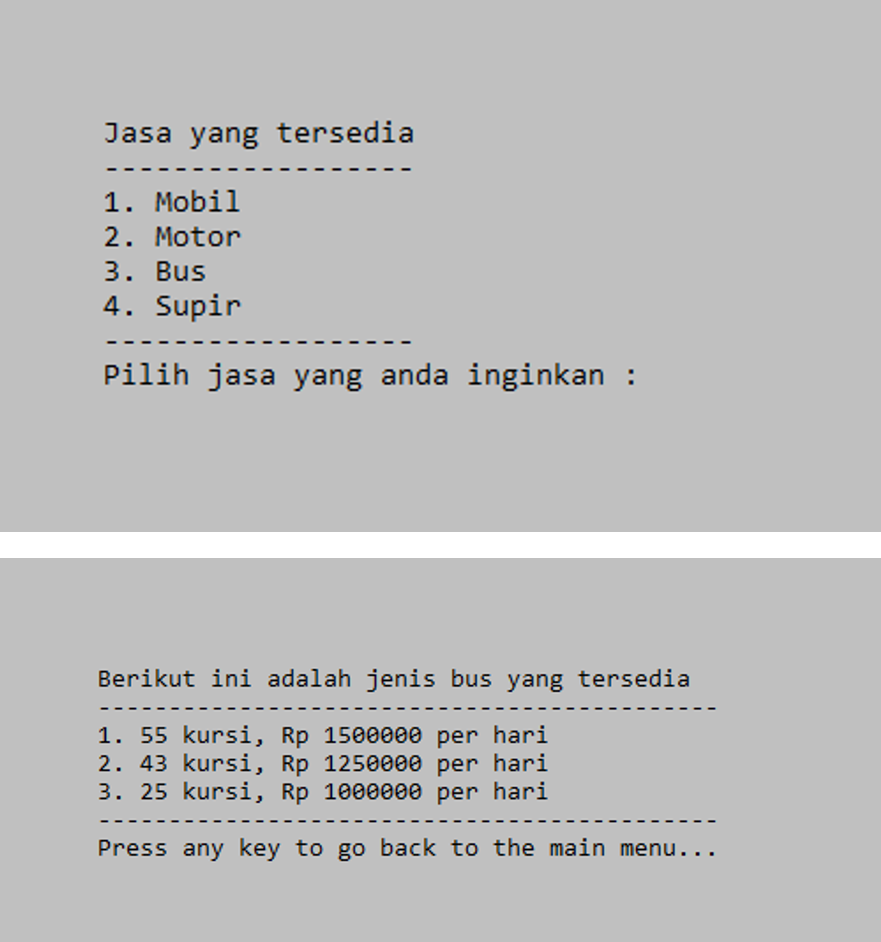 Jasa yang tersedia
------------------
1. Mobil
2. Motor
3. Bus
4. Supir
------------------
Pilih jasa yang anda inginkan :
Berikut ini adalah jenis bus yang tersedia
--------------------------------------------
1. 55 kursi, Rp 1500000 per hari
2. 43 kursi, Rp 1250000 per hari
3. 25 kursi, Rp 1000000 per hari
--------------------------------------------
Press any key to go back to the main menu...